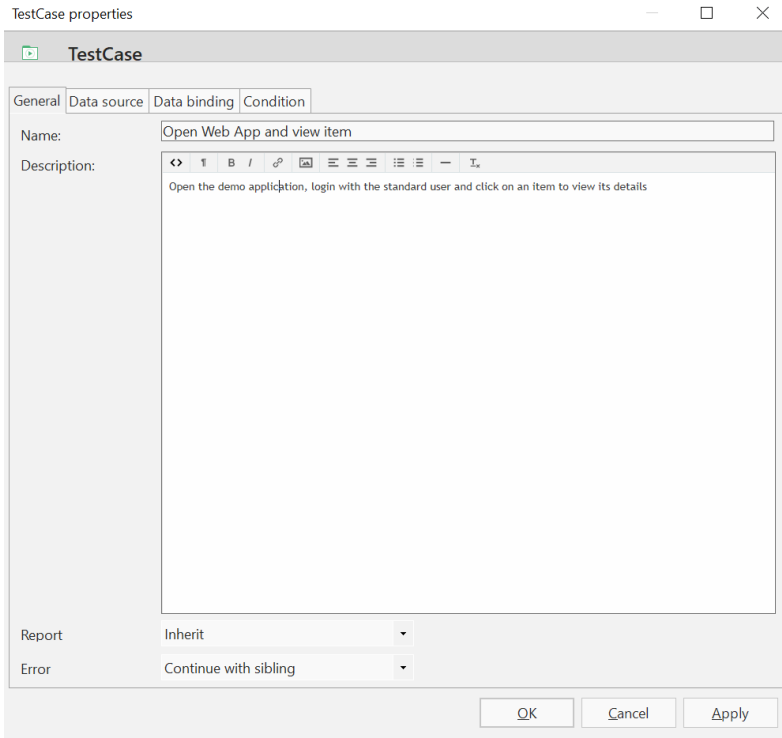 TestCase properties
TestCase
General Data source Data binding Condition
Name: Open Web App and view item
Description:
<> ¶ B I
Open the demo application, login with the standard user and click on an item to view its details
Report Inherit
Error Continue with sibling
OK Cancel Apply